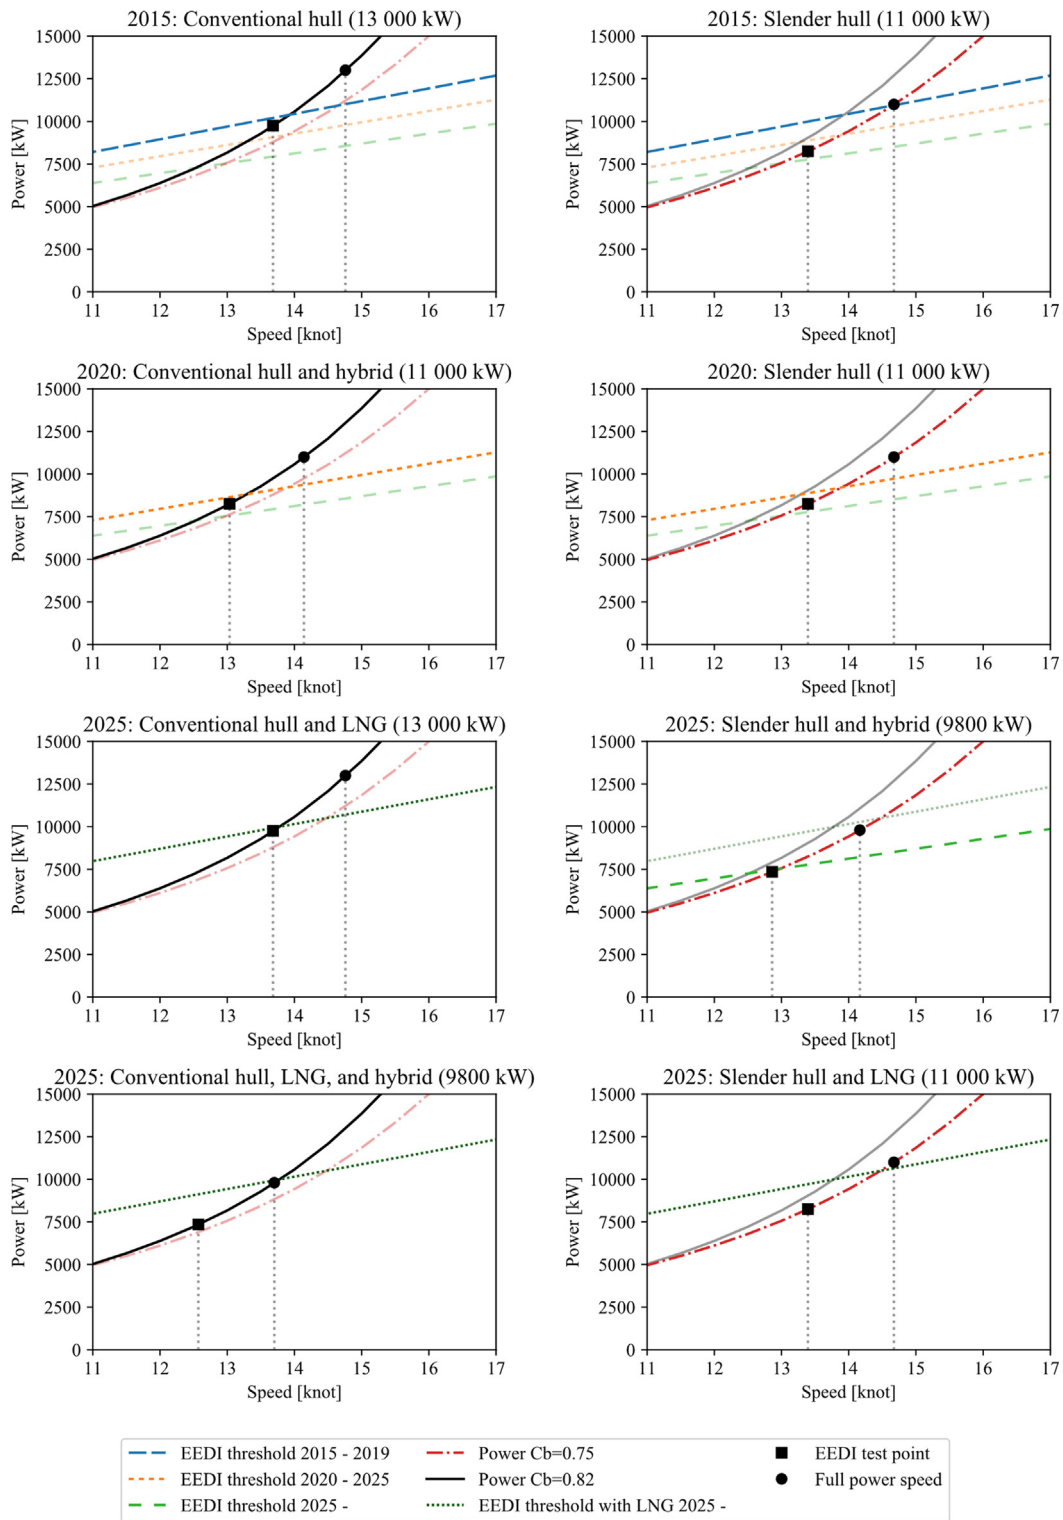 2015: Conventional hull (13 000 kW)
15000
12500
10000
7500
5000
2500
0
Power [kW]
11 12 13 14 15 16 17
Speed [knot]
2015: Slender hull (11 000 kW)
15000
12500
10000
7500
5000
2500
0
Power [kW]
11 12 13 14 15 16 17
Speed [knot]
2020: Conventional hull and hybrid (11 000 kW)
15000
12500
10000
7500
5000
2500
0
Power [kW]
11 12 13 14 15 16 17
Speed [knot]
2020: Slender hull (11 000 kW)
15000
12500
10000
7500
5000
2500
0
Power [kW]
11 12 13 14 15 16 17
Speed [knot]
2025: Conventional hull and LNG (13 000 kW)
15000
12500
10000
7500
5000
2500
0
Power [kW]
11 12 13 14 15 16 17
Speed [knot]
2025: Slender hull and hybrid (9800 kW)
15000
12500
10000
7500
5000
2500
0
Power [kW]
11 12 13 14 15 16 17
Speed [knot]
2025: Conventional hull, LNG, and hybrid (9800 kW)
15000
12500
10000
7500
5000
2500
0
Power [kW]
11 12 13 14 15 16 17
Speed [knot]
2025: Slender hull and LNG (11 000 kW)
15000
12500
10000
7500
5000
2500
0
Power [kW]
11 12 13 14 15 16 17
Speed [knot]
EEDI threshold 2015 - 2019
EEDI threshold 2020 - 2025
EEDI threshold 2025 -
Power Cb=0.75
Power Cb=0.82
EEDI threshold with LNG 2025 -
EEDI test point
Full power speed